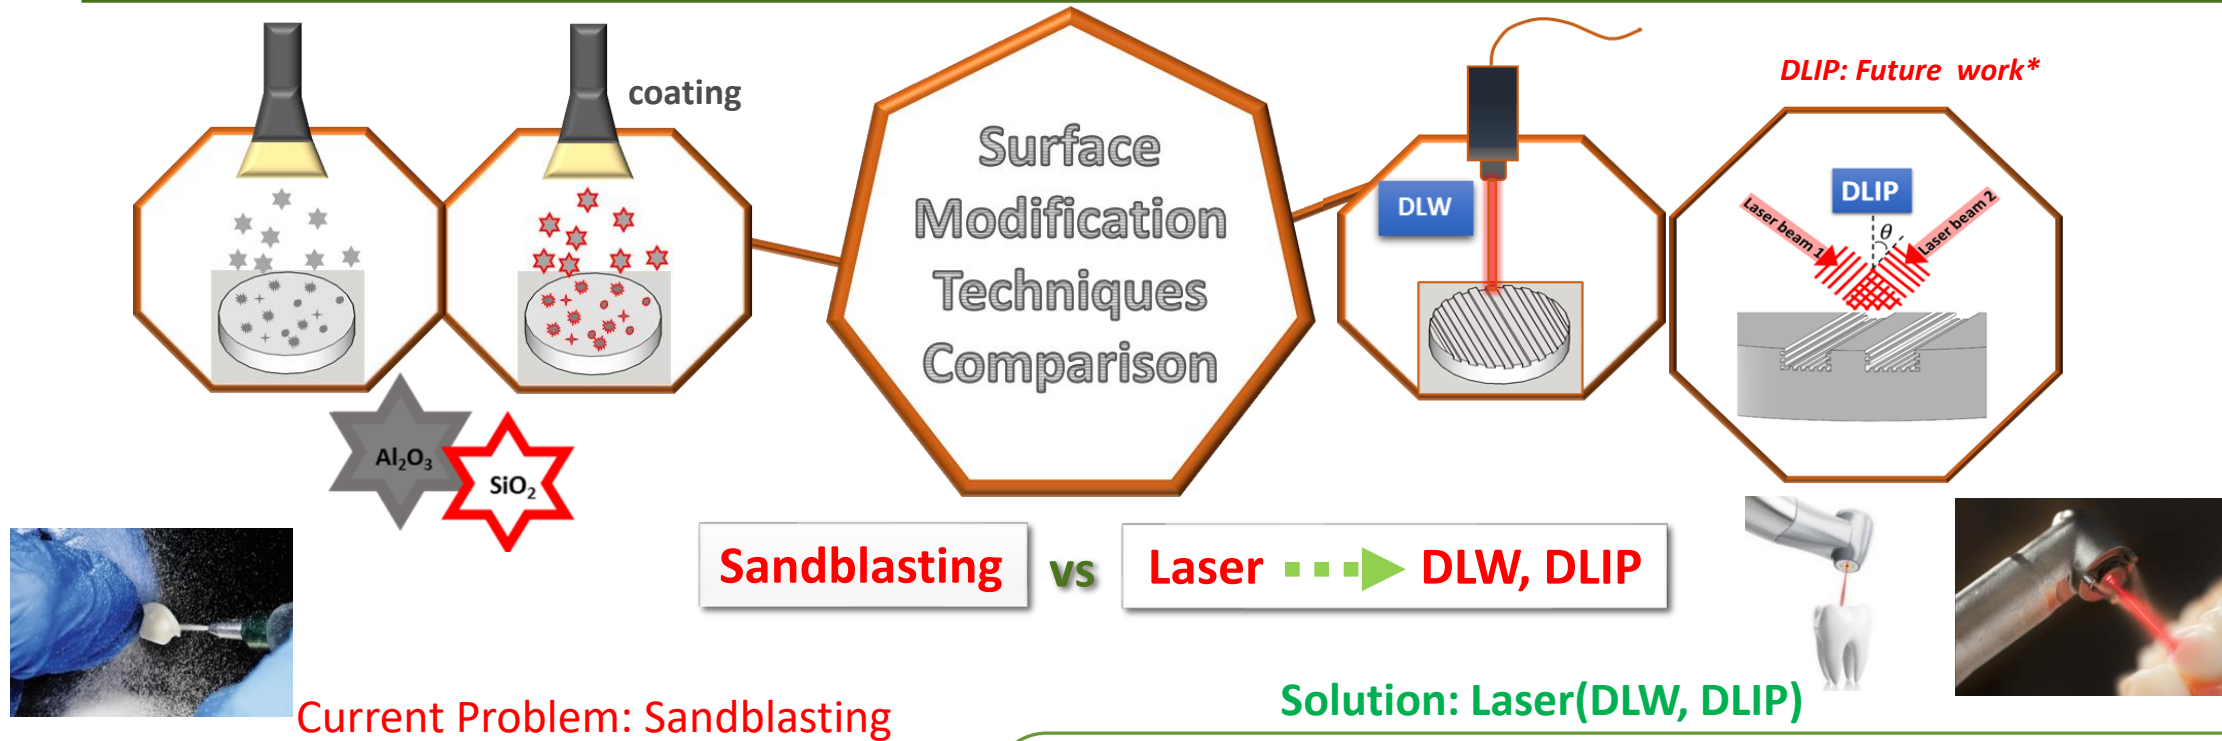 coating
DLIP: Future work*
Surface
Modification
Techniques
Comparison
DLW
DLIP
Laser beam 1
θ
Laser beam 2
Al₂O₃
SiO₂
Sandblasting
vs
Laser
DLW, DLIP
Current Problem: Sandblasting
Solution: Laser(DLW, DLIP)